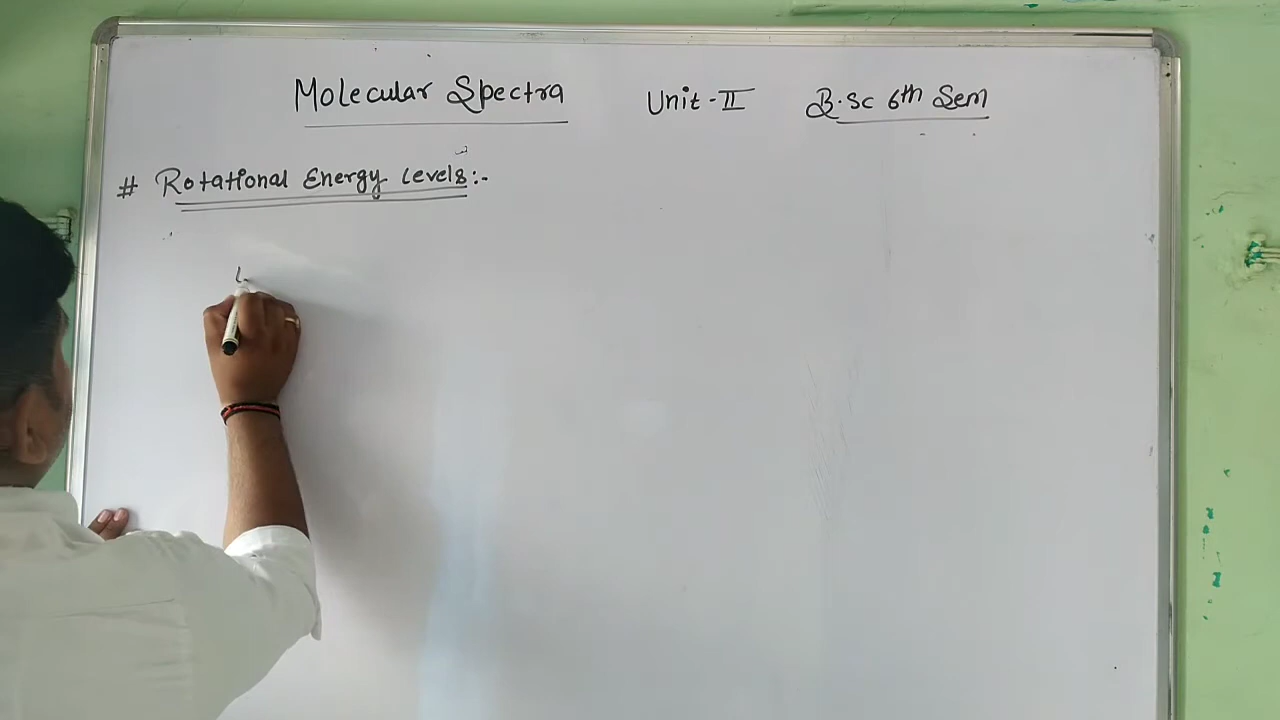 Molecular Spectra Unit-II B.Sc 6th Sem
# Rotational Energy Levels:-